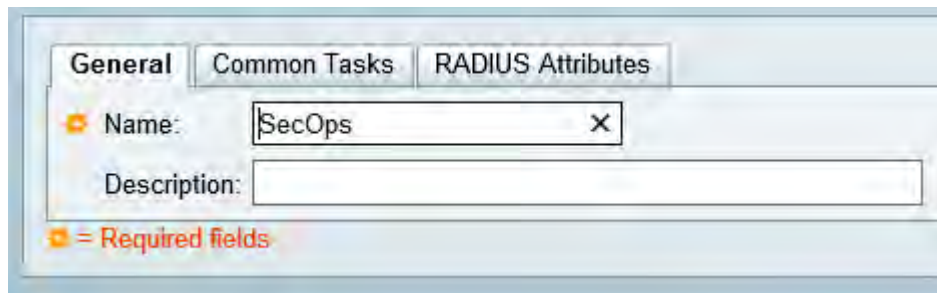 General Common Tasks RADIUS Attributes
Name: SecOps
Description:
= Required fields